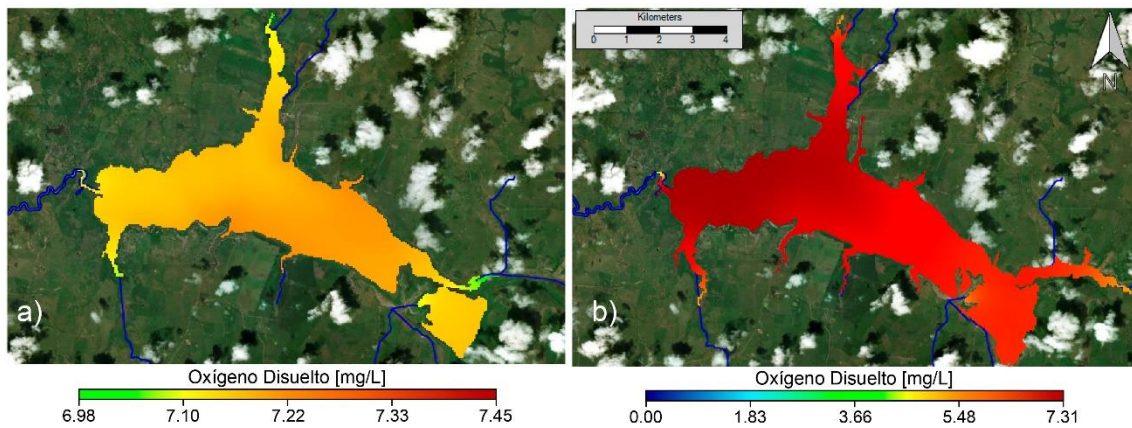 Kilometers
0 1 2 3 4
N
a)
b)
Oxígeno Disuelto [mg/L]
6.98 7.10 7.22 7.33 7.45
Oxígeno Disuelto [mg/L]
0.00 1.83 3.66 5.48 7.31